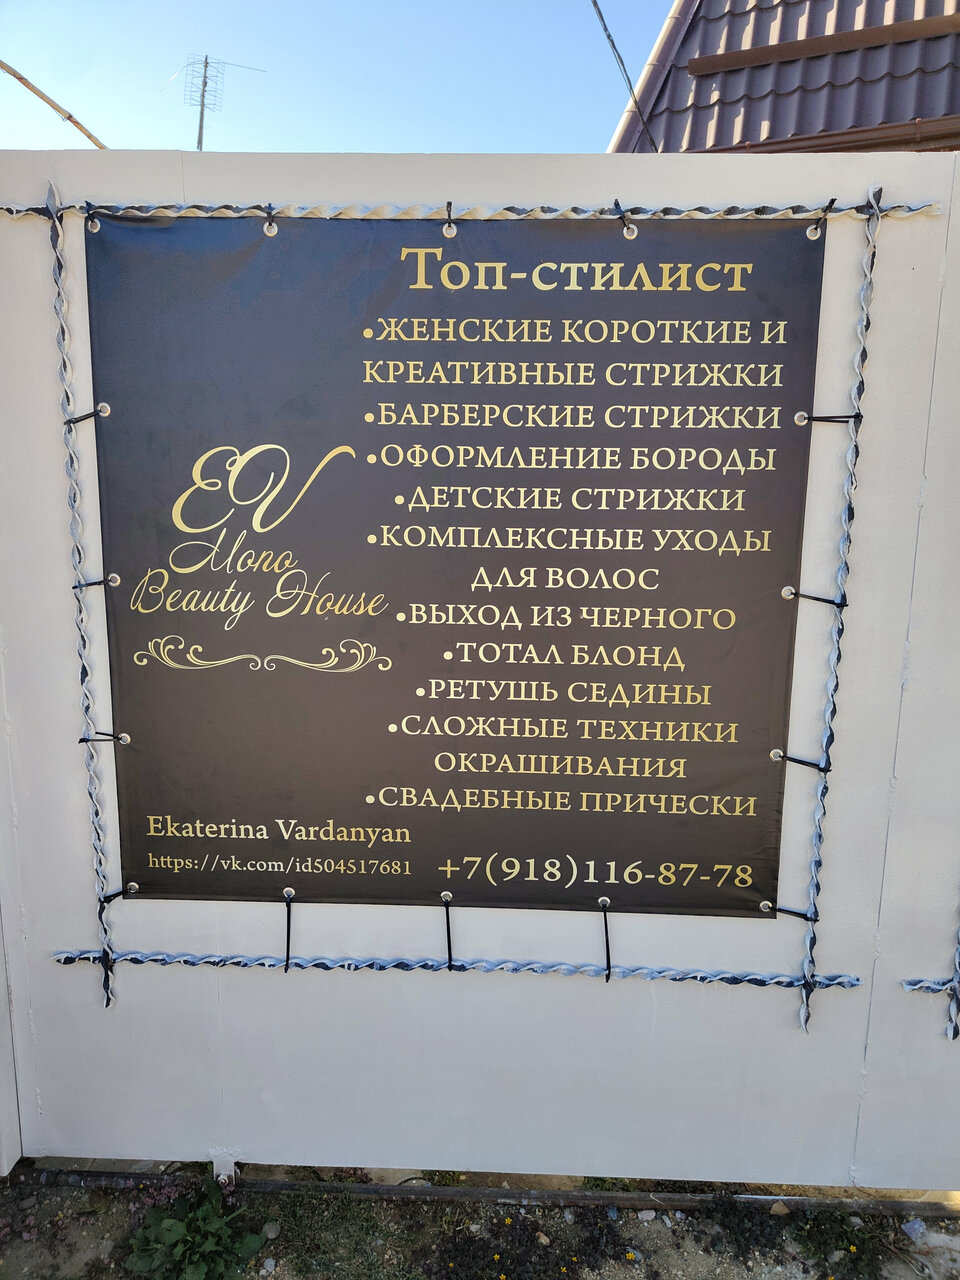 Топ-стилист
•ЖЕНСКИЕ КОРОТКИЕ И
КРЕАТИВНЫЕ СТРИЖКИ
•БАРБЕРСКИЕ СТРИЖКИ
•ОФОРМЛЕНИЕ БОРОДЫ
•ДЕТСКИЕ СТРИЖКИ
•КОМПЛЕКСНЫЕ УХОДЫ
ДЛЯ ВОЛОС
•ВЫХОД ИЗ ЧЕРНОГО
•ТОТАЛ БЛОНД
•РЕТУШЬ СЕДИНЫ
•СЛОЖНЫЕ ТЕХНИКИ
ОКРАШИВАНИЯ
•СВАДЕБНЫЕ ПРИЧЕСКИ
EV
Mono
Beauty House
Ekaterina Vardanyan
https://vk.com/id504517681
+7(918)116-87-78